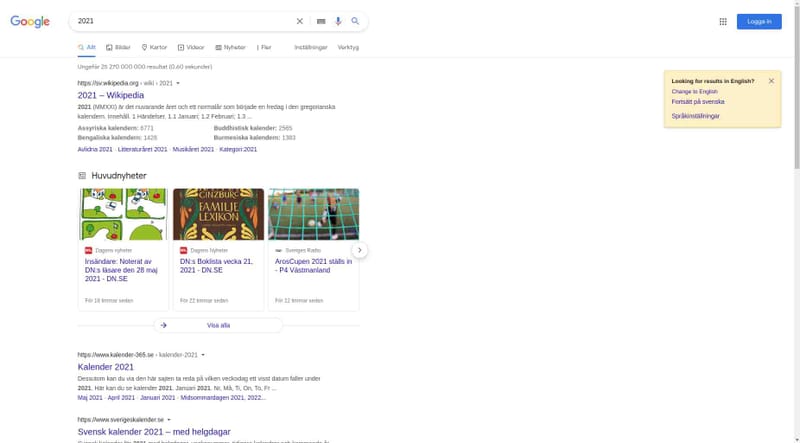 Google
2021
Logga in
Allt
Bilder
Kartor
Videor
Nyheter
Fler
Inställningar
Verktyg
Ungefär 25 270 000 000 resultat (0,60 sekunder)
https://sv.wikipedia.org › wiki › 2021
2021 – Wikipedia
2021 (MMXXI) är det nuvarande året och ett normalår som började en fredag i den gregorianska
kalendern. Innehåll. 1 Händelser. 1.1 Januari; 1.2 Februari; 1.3 ...
Assyriska kalendern: 6771
Buddhistisk kalender: 2565
Bengaliska kalendern: 1428
Burmesiska kalendern: 1383
Avlidna 2021 · Litteraturåret 2021 · Musikåret 2021 · Kategori:2021
Looking for results in English?
Change to English
Fortsätt på svenska
Språkinställningar
Huvudnyheter
GINZBURG
FAMILJE
LEXIKON
Dagens nyheter
Insändare: Noterat av
DN:s läsare den 28 maj
2021 - DN.SE
För 18 timmar sedan
Dagens Nyheter
DN:s Boklista vecka 21,
2021 - DN.SE
För 22 timmar sedan
Sveriges Radio
ArosCupen 2021 ställs in
- P4 Västmanland
För 22 timmar sedan
Visa alla
https://www.kalender-365.se › kalender-2021
Kalender 2021
Dessutom kan du via den här sajten ta reda på vilken veckodag ett visst datum faller under
2021. Här kan du se kalender 2021. Januari 2021. Nr, Må, Ti, On, To, Fr ...
Maj 2021 · April 2021 · Januari 2021 · Midsommardagen 2021, 2022...
https://www.sverigeskalender.se
Svensk kalender 2021 – med helgdagar